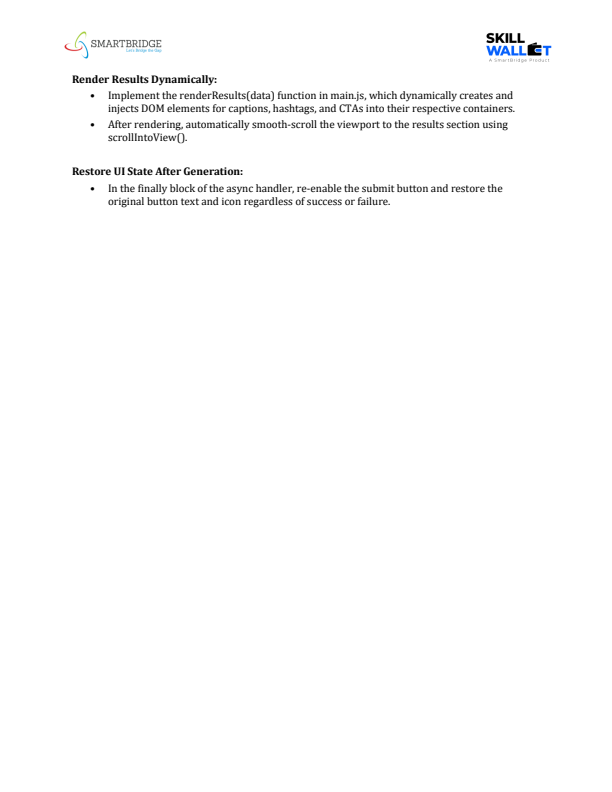 SMARTBRIDGE
Let's Bridge the Gap
SKILL
WALLET
A SmartBridge Product
Render Results Dynamically:
• Implement the renderResults(data) function in main.js, which dynamically creates and
injects DOM elements for captions, hashtags, and CTAs into their respective containers.
• After rendering, automatically smooth-scroll the viewport to the results section using
scrollIntoView().
Restore UI State After Generation:
• In the finally block of the async handler, re-enable the submit button and restore the
original button text and icon regardless of success or failure.